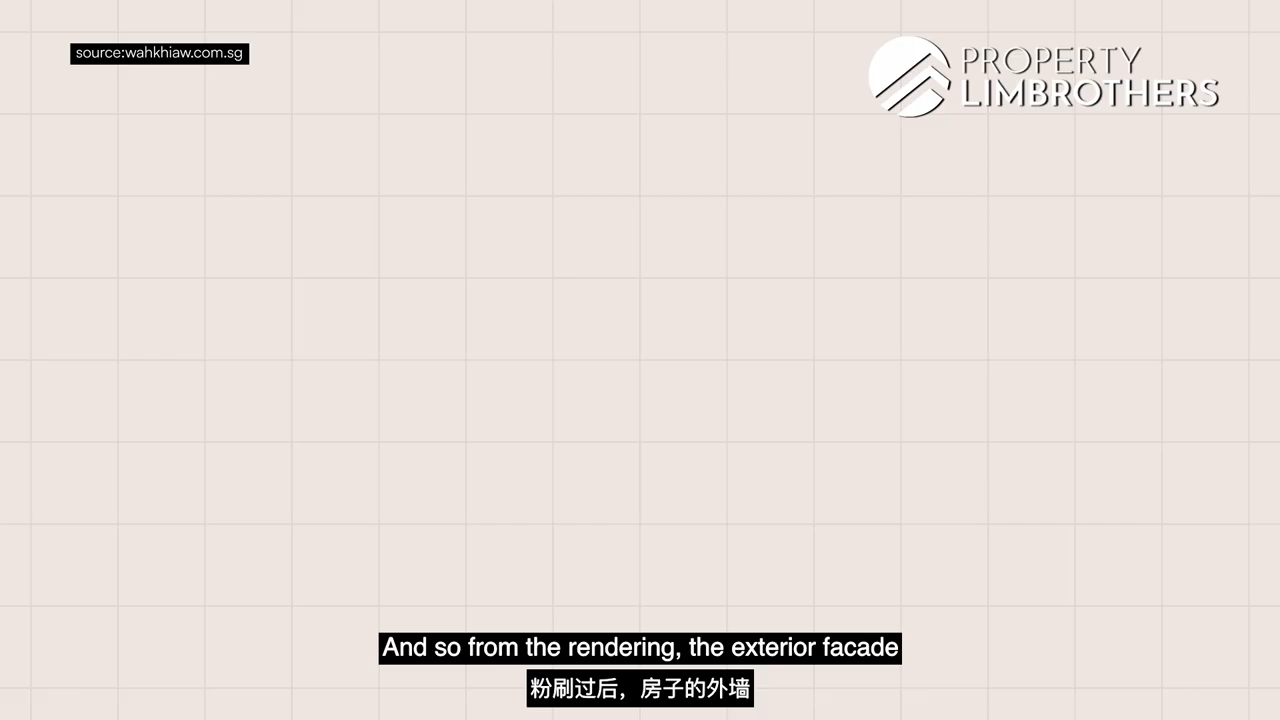 source:wahkhiaw.com.sg
PROPERTY
LIMBROTHERS
And so from the rendering, the exterior facade
粉刷过后，房子的外墙